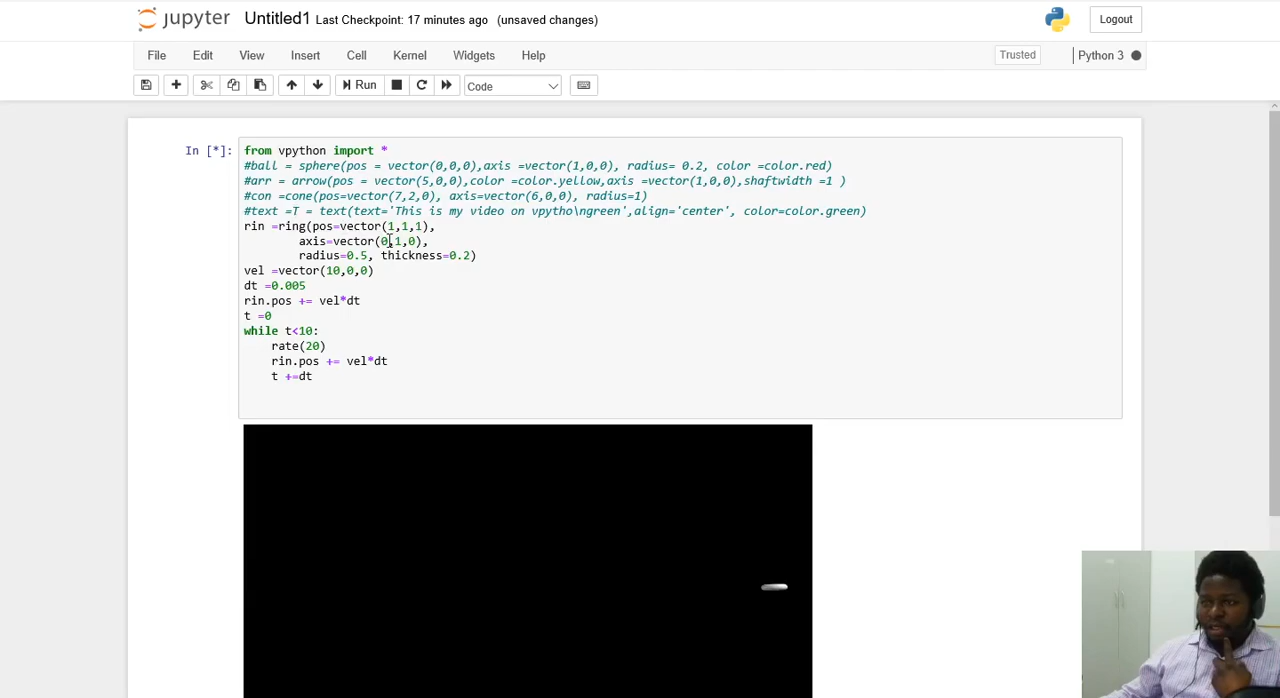 jupyter Untitled1 Last Checkpoint: 17 minutes ago (unsaved changes) Logout
File Edit View Insert Cell Kernel Widgets Help Trusted Python 3
Run Code
In [*]: from vpython import *
#ball = sphere(pos = vector(0,0,0),axis =vector(1,0,0), radius= 0.2, color =color.red)
#arr = arrow(pos = vector(5,0,0),color =color.yellow,axis =vector(1,0,0),shaftwidth =1 )
#con =cone(pos=vector(7,2,0), axis=vector(6,0,0), radius=1)
#text =T = text(text='This is my video on vpytho\ngreen',align='center', color=color.green)
rin =ring(pos=vector(1,1,1),
axis=vector(0,1,0),
radius=0.5, thickness=0.2)
vel =vector(10,0,0)
dt =0.005
rin.pos += vel*dt
t =0
while t<10:
rate(20)
rin.pos += vel*dt
t +=dt